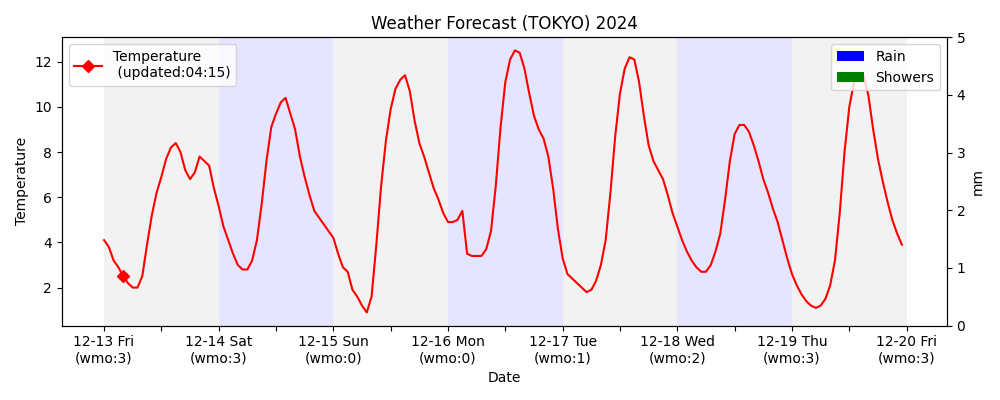 Weather Forecast (TOKYO) 2024
Temperature
(updated:04:15)
Rain
Showers
12
10
8
6
4
2
Temperature
5
4
3
2
1
0
mm
12-13 Fri
(wmo:3)
12-14 Sat
(wmo:3)
12-15 Sun
(wmo:0)
12-16 Mon
(wmo:0)
12-17 Tue
(wmo:1)
12-18 Wed
(wmo:2)
12-19 Thu
(wmo:3)
12-20 Fri
(wmo:3)
Date